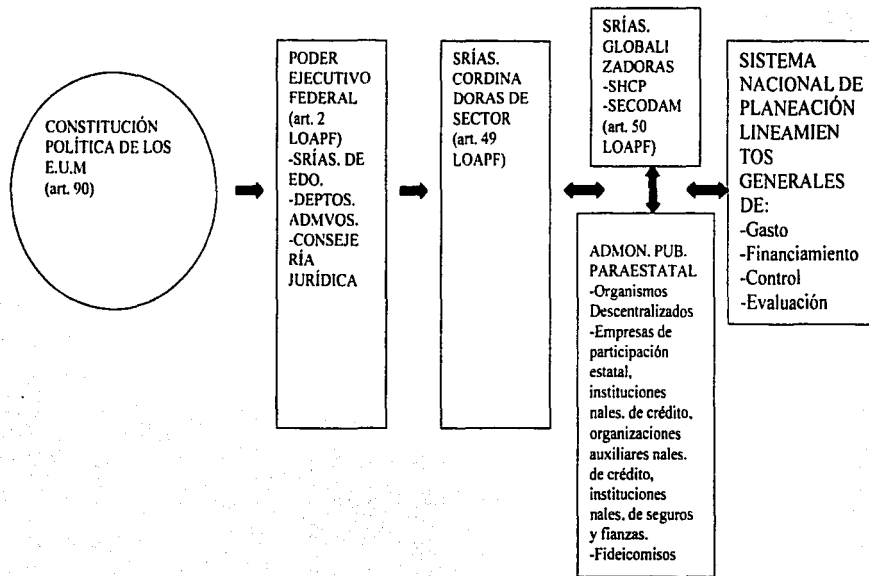 CONSTITUCIÓN
POLÍTICA DE LOS
E.U.M
(art. 90)
PODER
EJECUTIVO
FEDERAL
(art. 2
LOAPF)
-SRÍAS. DE
EDO.
-DEPTOS.
ADMVOS.
-CONSEJE
RÍA
JURÍDICA
SRÍAS.
CORDINA
DORAS DE
SECTOR
(art. 49
LOAPF)
SRÍAS.
GLOBALI
ZADORAS
-SHCP
-SECODAM
(art. 50
LOAPF)
ADMON. PUB.
PARAESTATAL
-Organismos
Descentralizados
-Empresas de
participación
estatal,
instituciones
nales. de crédito,
organizaciones
auxiliares nales.
de crédito,
instituciones
nales. de seguros
y fianzas.
-Fideicomisos
SISTEMA
NACIONAL DE
PLANEACIÓN
LINEAMIEN
TOS
GENERALES
DE:
-Gasto
-Financiamiento
-Control
-Evaluación